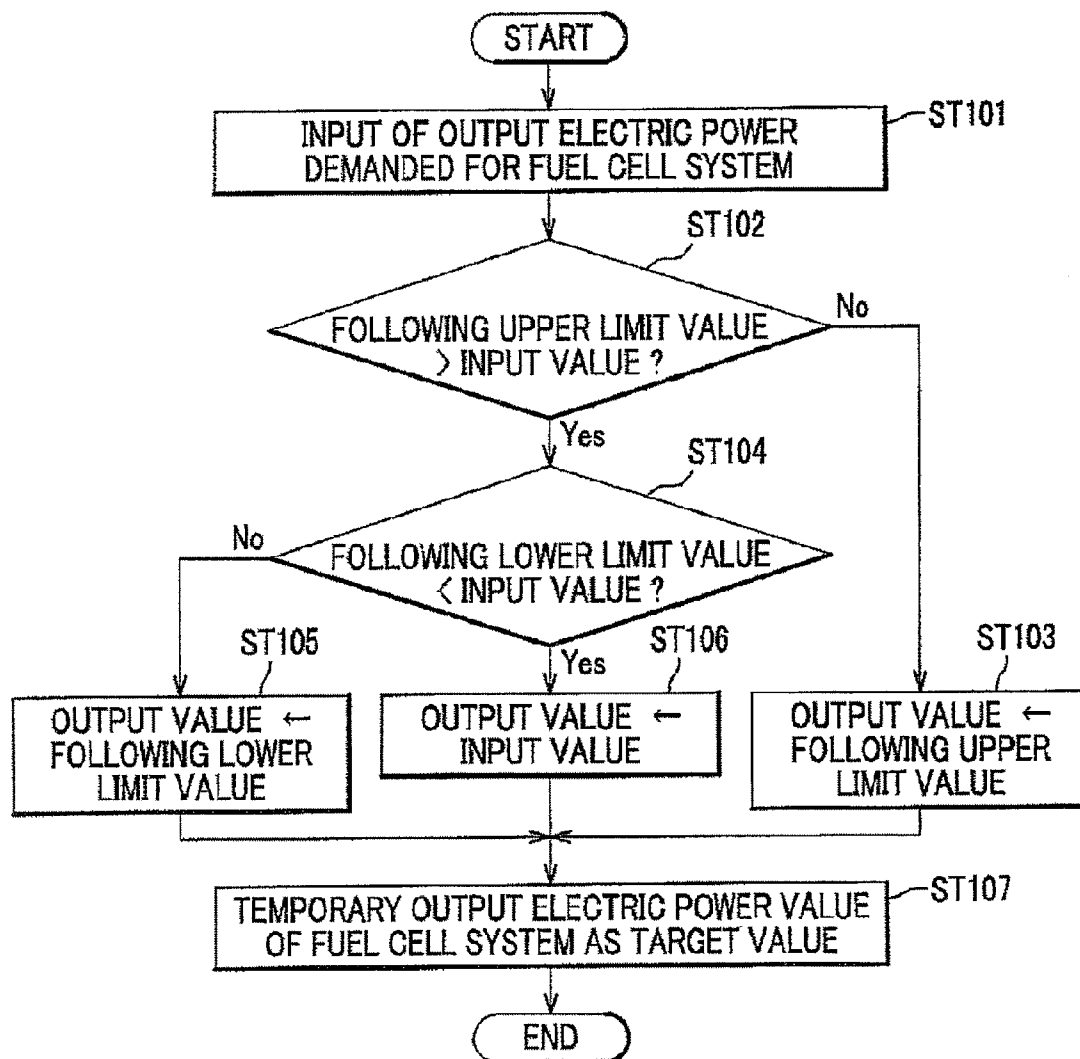 START
ST101
INPUT OF OUTPUT ELECTRIC POWER
DEMANDED FOR FUEL CELL SYSTEM
ST102
No
FOLLOWING UPPER LIMIT VALUE
> INPUT VALUE ?
Yes
ST104
No
FOLLOWING LOWER LIMIT VALUE
< INPUT VALUE ?
Yes
ST105
OUTPUT VALUE ←
FOLLOWING LOWER
LIMIT VALUE
ST106
OUTPUT VALUE ←
INPUT VALUE
ST103
OUTPUT VALUE ←
FOLLOWING UPPER
LIMIT VALUE
ST107
TEMPORARY OUTPUT ELECTRIC POWER VALUE
OF FUEL CELL SYSTEM AS TARGET VALUE
END